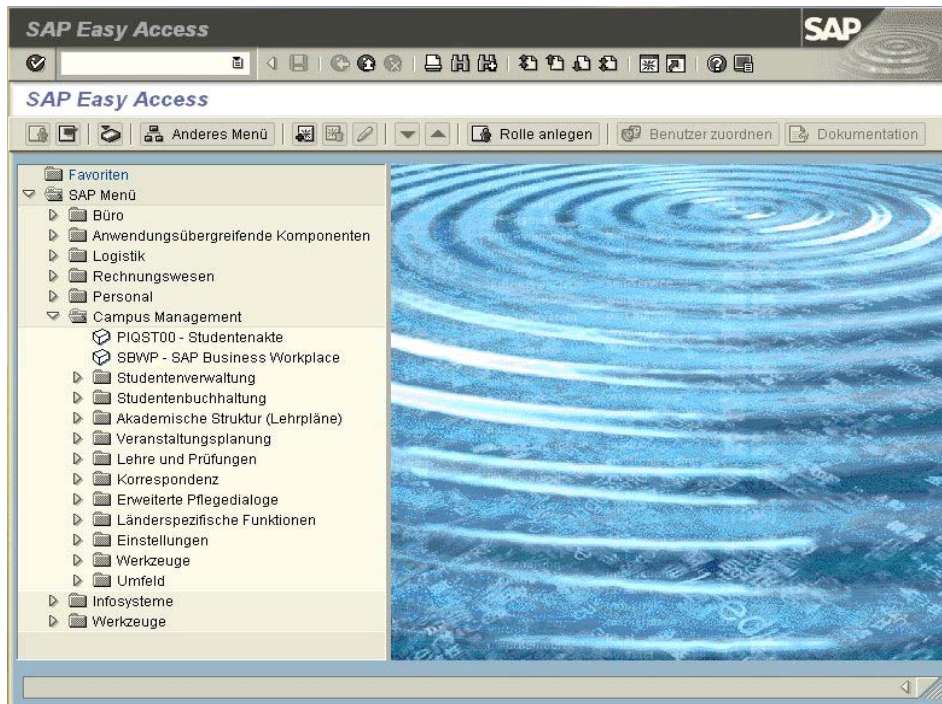 SAP Easy Access
SAP
SAP Easy Access
Anderes Menü Rolle anlegen Benutzer zuordnen Dokumentation
Favoriten
SAP Menü
Büro
Anwendungsübergreifende Komponenten
Logistik
Rechnungswesen
Personal
Campus Management
PIQST00 - Studentenakte
SBWP - SAP Business Workplace
Studentenverwaltung
Studentenbuchhaltung
Akademische Struktur (Lehrpläne)
Veranstaltungsplanung
Lehre und Prüfungen
Korrespondenz
Erweiterte Pflegedialoge
Länderspezifische Funktionen
Einstellungen
Werkzeuge
Umfeld
Infosysteme
Werkzeuge